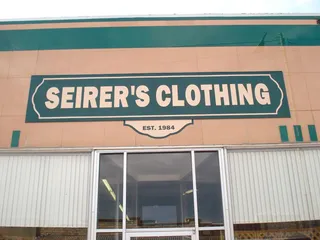 SEIRER'S CLOTHING
EST. 1984